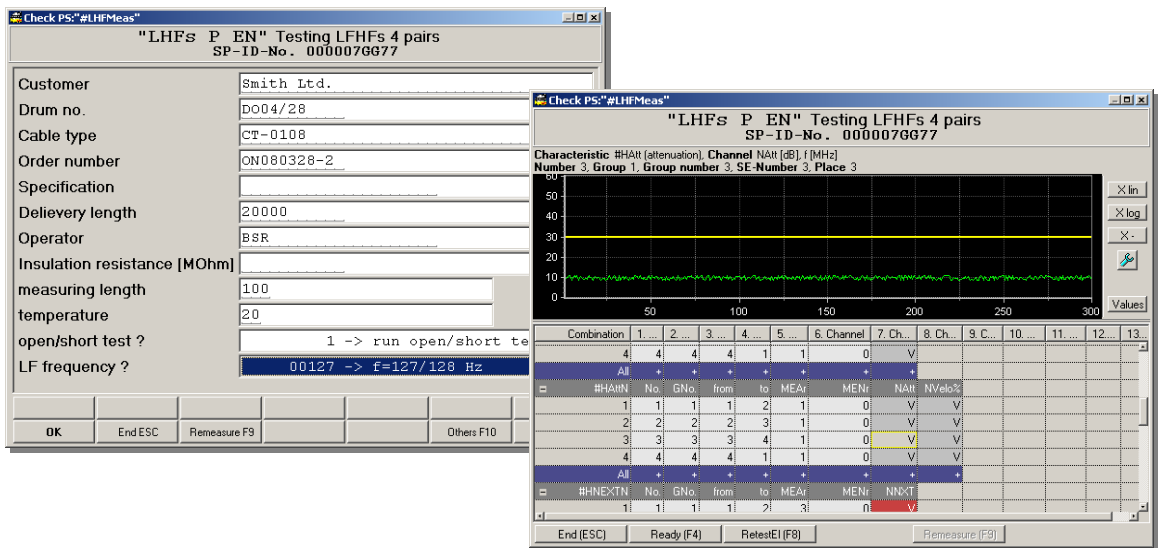 Check PS:"#LHFMeas"
"LHFs P EN" Testing LFHFs 4 pairs
SP-ID-No. 000007GG77
Customer Smith Ltd.
Drum no. DO04/28
Cable type CT-0108
Order number ON080328-2
Specification
Delievery length 20000
Operator BSR
Insulation resistance [MOhm]
measuring length 100
temperature 20
open/short test ? 1 -> run open/short te
LF frequency ? 00127 -> f=127/128 Hz
OK End ESC Remeasure F9 Others F10
Check PS:"#LHFMeas"
"LHFs P EN" Testing LFHFs 4 pairs
SP-ID-No. 000007GG77
Characteristic #HAtt (attenuation), Channel NAtt [dB], f [MHz]
Number 3, Group 1, Group number 3, SE-Number 3, Place 3
60
50
40
30
20
10
0
50 100 150 200 250 300
X lin
X log
X -
Values
Combination 1. ... 2. ... 3. ... 4. ... 5. ... 6. Channel 7. Ch... 8. Ch... 9. C... 10. ... 11. ... 12.... 13...
4 4 4 4 1 1 0 V
All + + + + + + +
#HAttN No. GNo. from to MEAr MENr NAtt NVelo%
1 1 1 1 2 1 0 V V
2 2 2 2 3 1 0 V V
3 3 3 3 4 1 0 V V
4 4 4 4 1 1 0 V V
All + + + + + + + +
#HNEXTN No. GNo. from to MEAr MENr NNXT
1 1 1 1 2 3 0 V
End (ESC) Ready (F4) RetestEl (F8) Remeasure (F9)